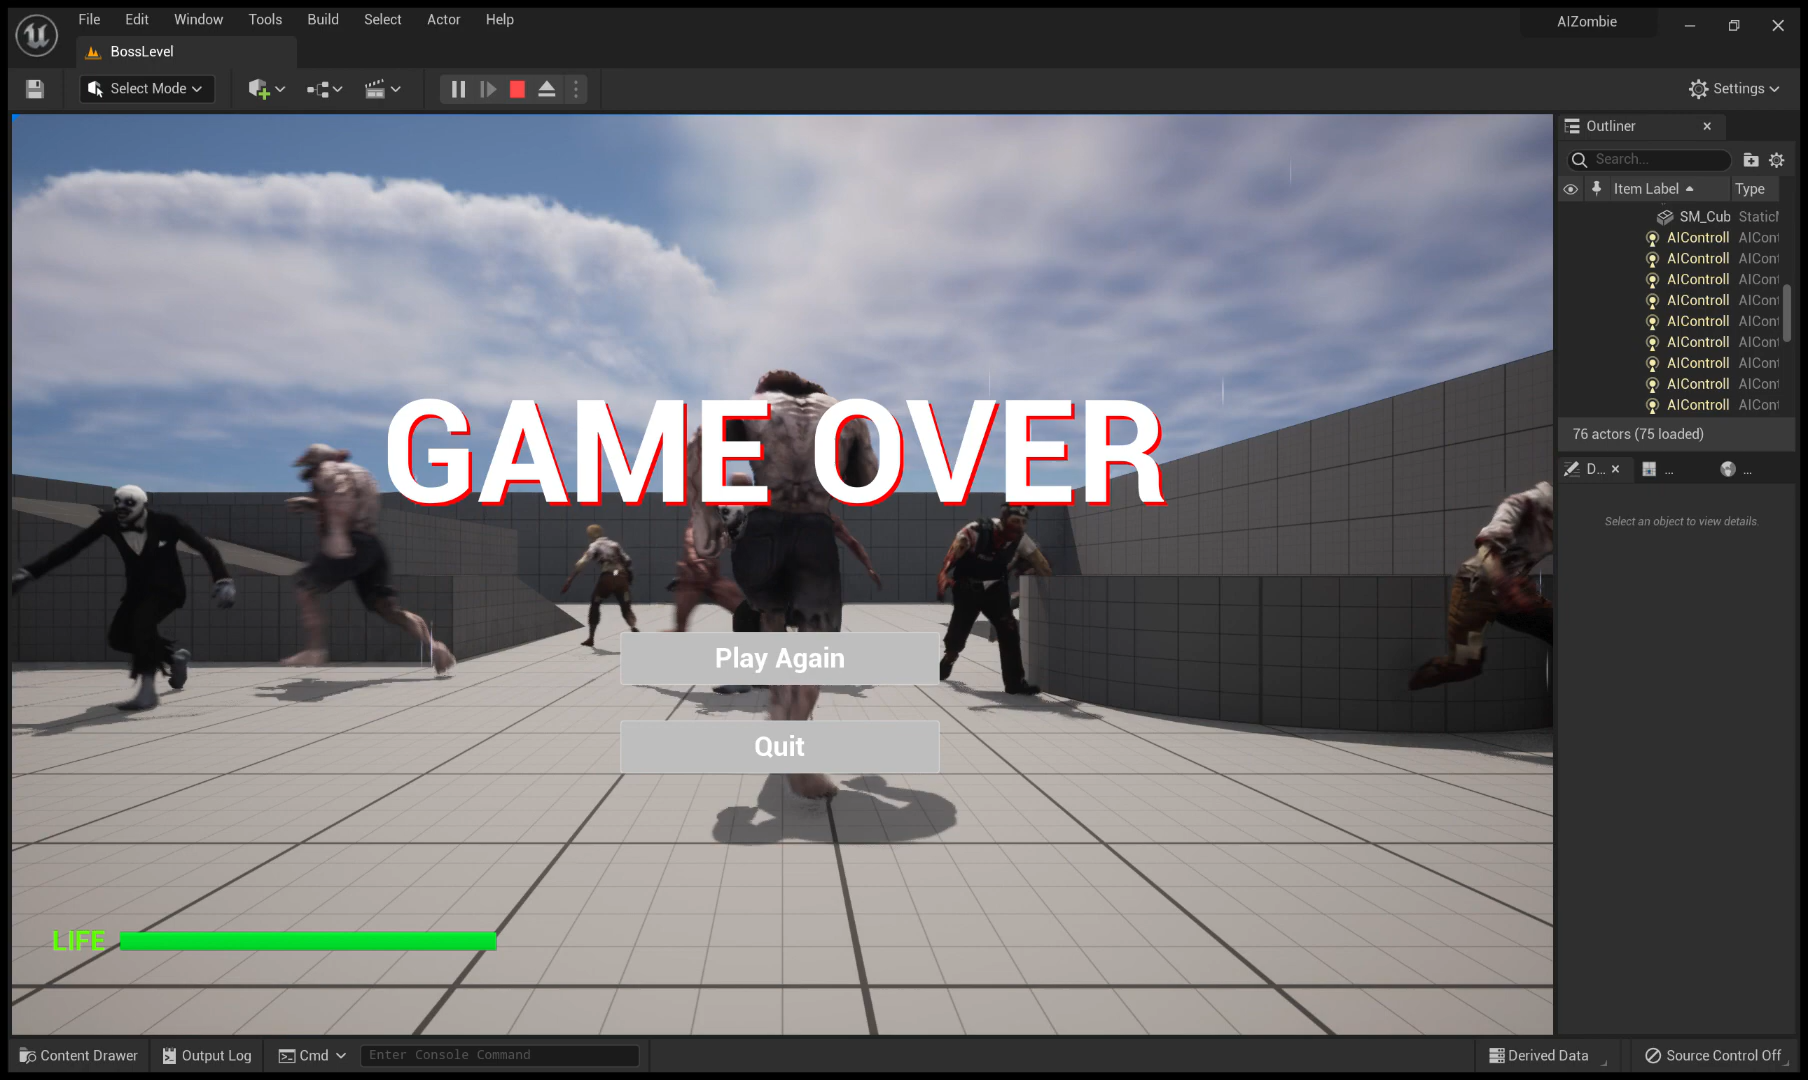 File Edit Window Tools Build Select Actor Help
AIZombie
BossLevel
Select Mode
Settings
Outliner
Search...
Item Label Type
SM_Cub StaticM
AIControll AICont
AIControll AICont
AIControll AICont
AIControll AICont
AIControll AICont
AIControll AICont
AIControll AICont
AIControll AICont
AIControll AICont
76 actors (75 loaded)
D... ... ...
Select an object to view details.
GAME OVER
Play Again
Quit
LIFE
Content Drawer Output Log Cmd Enter Console Command Derived Data Source Control Off